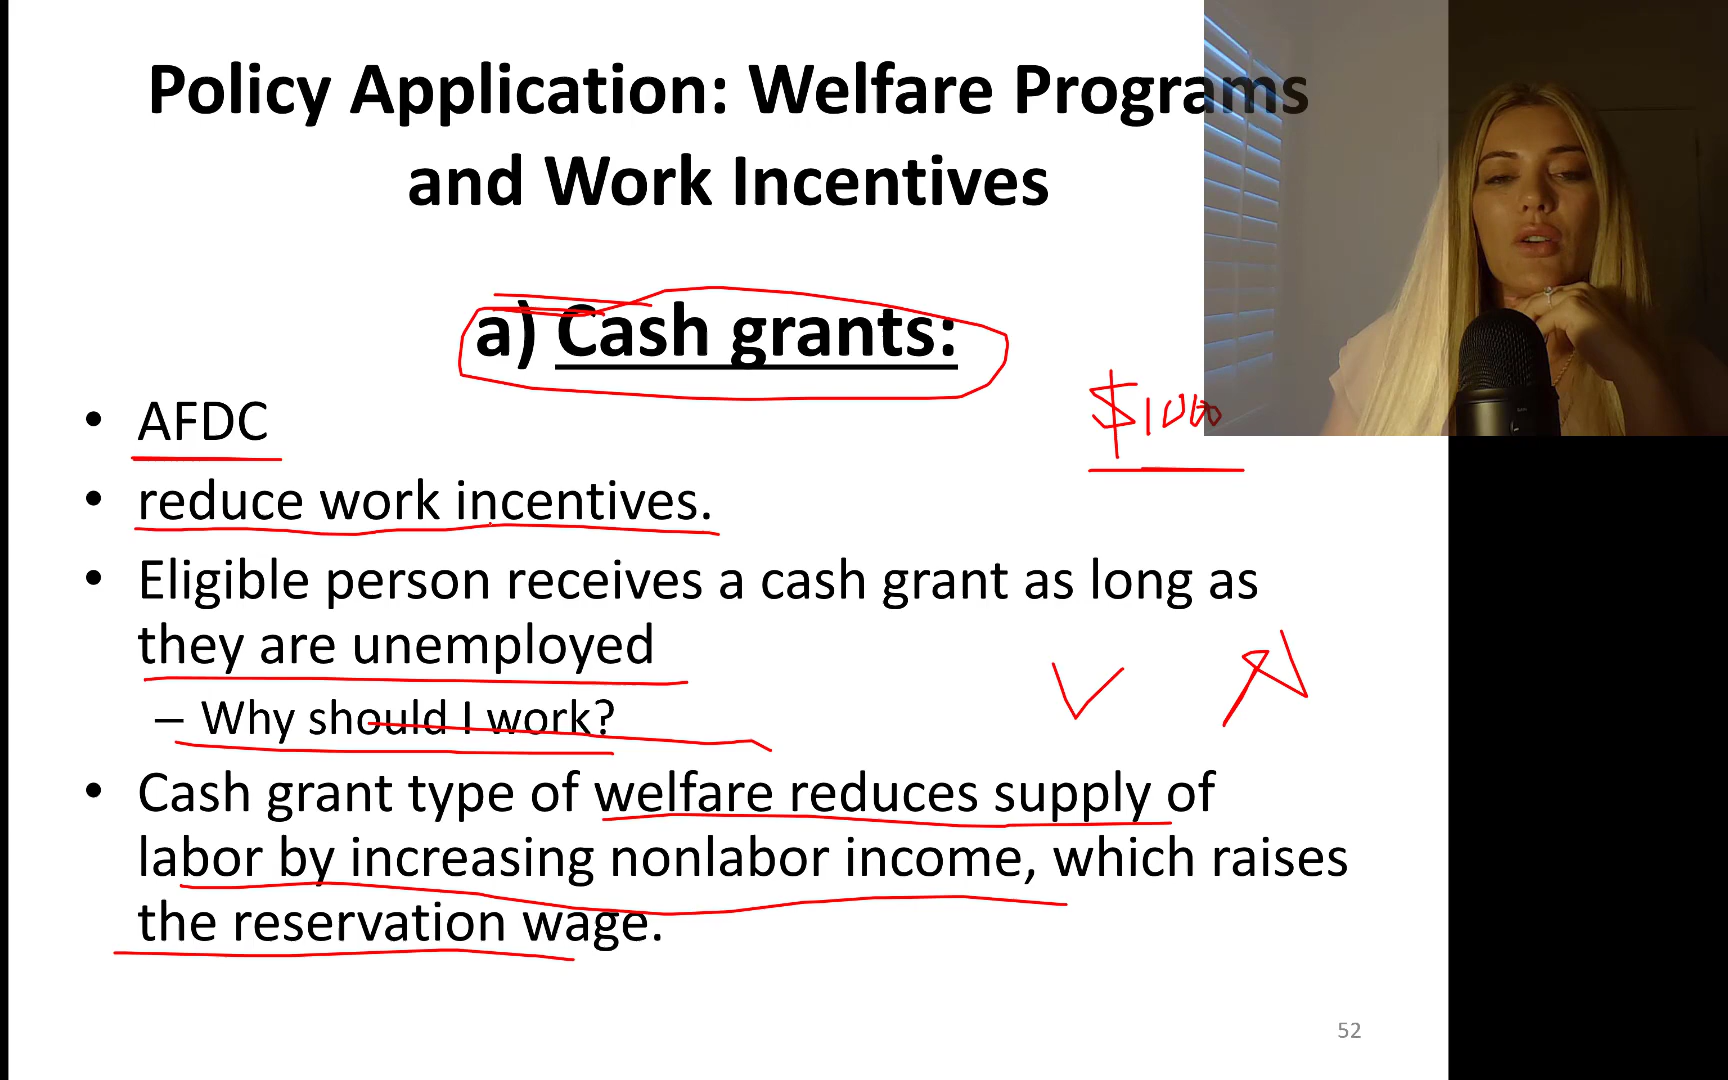 Policy Application: Welfare Programs
and Work Incentives
a) Cash grants:
$1000
• AFDC
• reduce work incentives.
• Eligible person receives a cash grant as long as
they are unemployed
– Why should I work?
• Cash grant type of welfare reduces supply of
labor by increasing nonlabor income, which raises
the reservation wage.
52